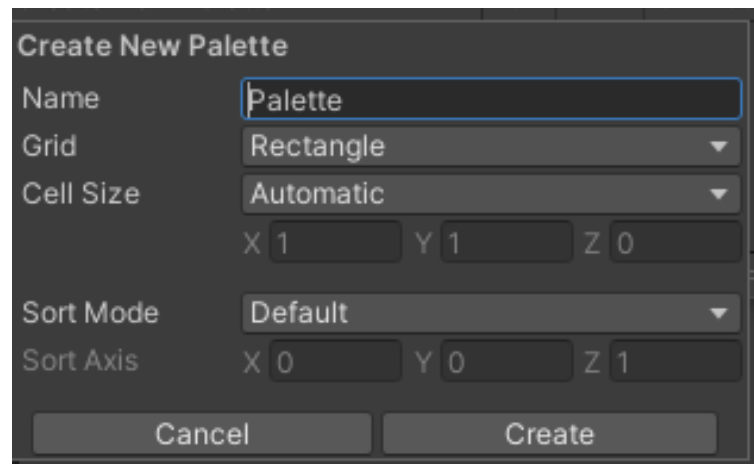 Create New Palette
Name Palette
Grid Rectangle
Cell Size Automatic
X 1 Y 1 Z 0
Sort Mode Default
Sort Axis X 0 Y 0 Z 1
Cancel Create